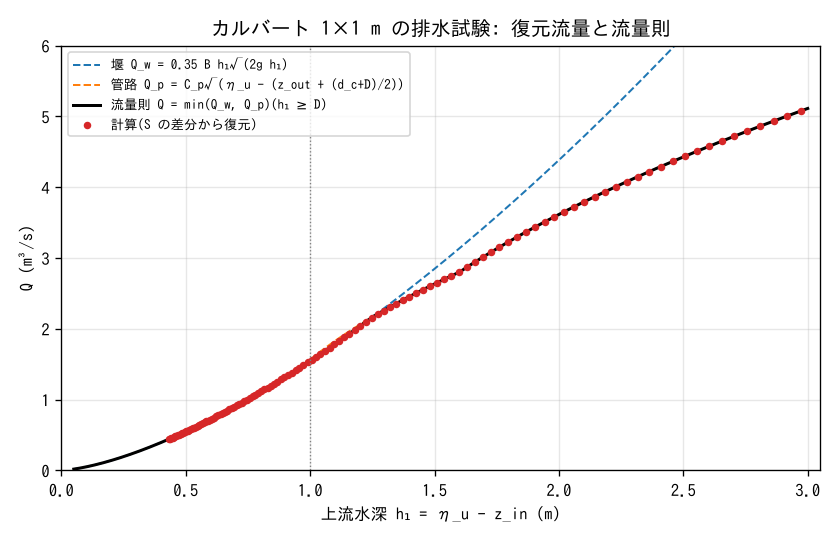 カルバート 1×1 m の排水試験: 復元流量と流量則
堰 Q_w = 0.35 B h₁√(2g h₁)
管路 Q_p = C_p√(η_u − (z_out + (d_c+D)/2))
流量則 Q = min(Q_w, Q_p)(h₁ ≥ D)
計算(S の差分から復元)
Q (m³/s)
6
5
4
3
2
1
0
0.0 0.5 1.0 1.5 2.0 2.5 3.0
上流水深 h₁ = η_u − z_in (m)